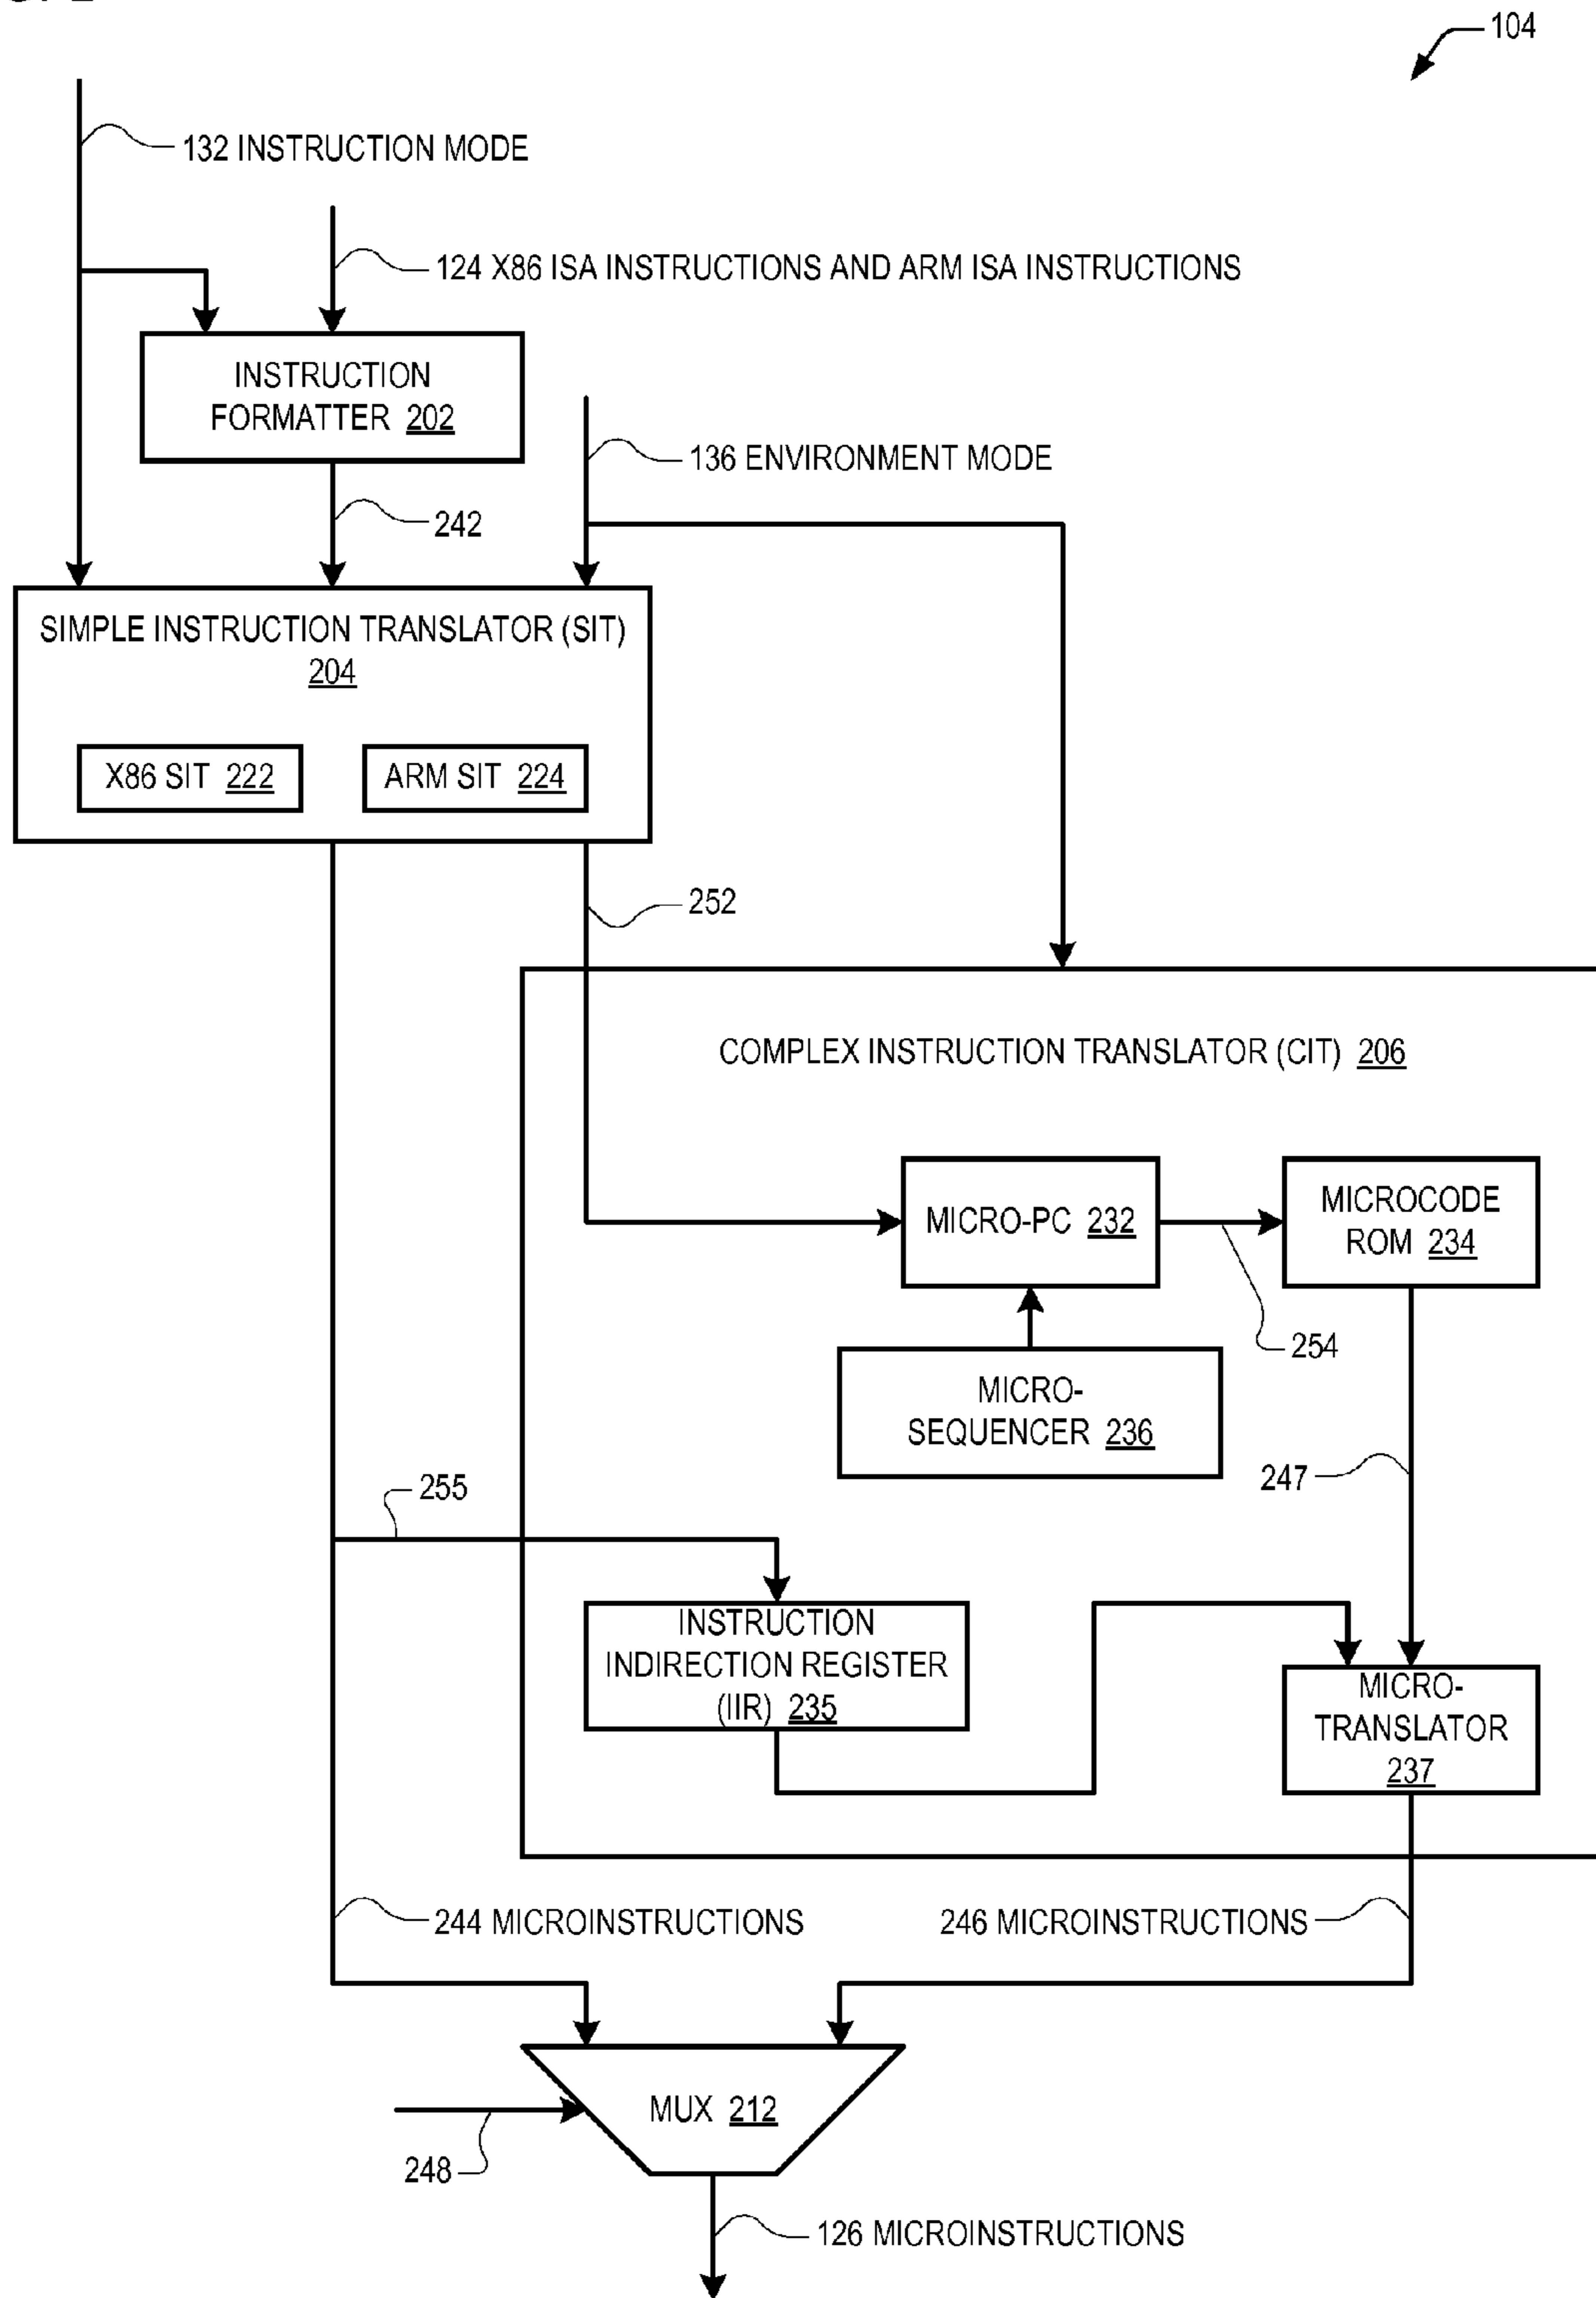 104
132 INSTRUCTION MODE
124 X86 ISA INSTRUCTIONS AND ARM ISA INSTRUCTIONS
INSTRUCTION
FORMATTER 202
136 ENVIRONMENT MODE
242
SIMPLE INSTRUCTION TRANSLATOR (SIT)
204
X86 SIT 222
ARM SIT 224
252
COMPLEX INSTRUCTION TRANSLATOR (CIT) 206
MICRO-PC 232
MICROCODE
ROM 234
254
MICRO-
SEQUENCER 236
247
255
INSTRUCTION
INDIRECTION REGISTER
(IIR) 235
MICRO-
TRANSLATOR
237
244 MICROINSTRUCTIONS
246 MICROINSTRUCTIONS
MUX 212
248
126 MICROINSTRUCTIONS